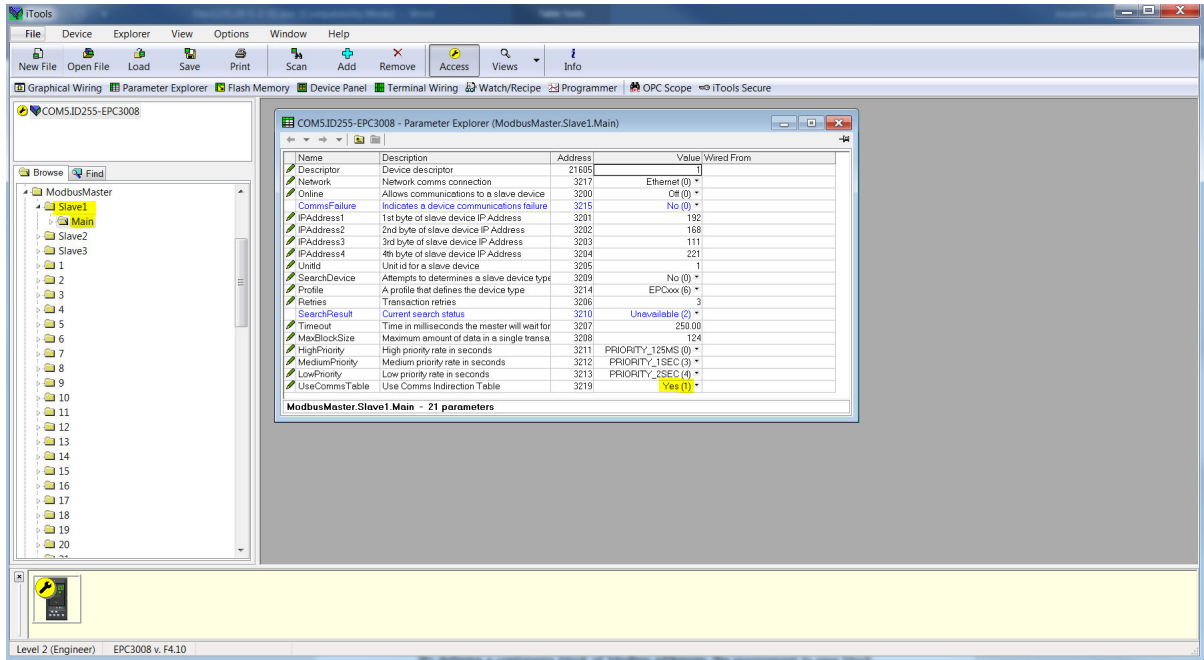 iTools
File Device Explorer View Options Window Help
New File Open File Load Save Print Scan Add Remove Access Views Info
Graphical Wiring Parameter Explorer Flash Memory Device Panel Terminal Wiring Watch/Recipe Programmer OPC Scope iTools Secure
COM5.ID255-EPC3008
Browse Find
ModbusMaster
Slave1
Main
Slave2
Slave3
1
2
3
4
5
6
7
8
9
10
11
12
13
14
15
16
17
18
19
20
COM5.ID255-EPC3008 - Parameter Explorer (ModbusMaster.Slave1.Main)
Name Description Address Value Wired From
Descriptor Device descriptor 21605 1
Network Network comms connection 3217 Ethernet (0)
Online Allows communications to a slave device 3200 Off (0)
CommsFailure Indicates a device communications failure 3215 No (0)
IPAddress1 1st byte of slave device IP Address 3201 192
IPAddress2 2nd byte of slave device IP Address 3202 168
IPAddress3 3rd byte of slave device IP Address 3203 111
IPAddress4 4th byte of slave device IP Address 3204 221
UnitId Unit id for a slave device 3205 1
SearchDevice Attempts to determines a slave device type 3209 No (0)
Profile A profile that defines the device type 3214 EPCxxx (6)
Retries Transaction retries 3206 3
SearchResult Current search status 3210 Unavailable (2)
Timeout Time in milliseconds the master will wait for 3207 250.00
MaxBlockSize Maximum amount of data in a single transa 3208 124
HighPriority High priority rate in seconds 3211 PRIORITY_125MS (0)
MediumPriority Medium priority rate in seconds 3212 PRIORITY_1SEC (3)
LowPriority Low priority rate in seconds 3213 PRIORITY_2SEC (4)
UseCommsTable Use Comms Indirection Table 3219 Yes (1)
ModbusMaster.Slave1.Main - 21 parameters
Level 2 (Engineer) EPC3008 v. F4.10